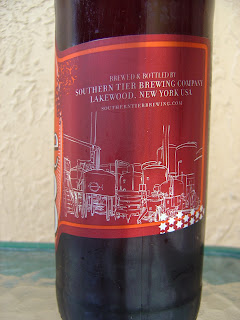 BREWED & BOTTLED BY
SOUTHERN TIER BREWING COMPANY
LAKEWOOD, NEW YORK USA
SOUTHERNTIERBREWING.COM